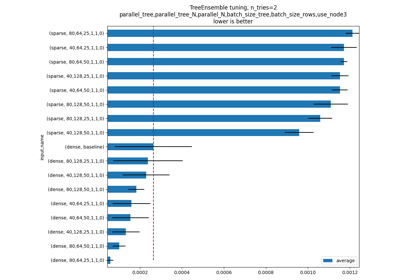 TreeEnsemble tuning, n_tries=2
parallel_tree,parallel_tree_N,parallel_N,batch_size_tree,batch_size_rows,use_node3
lower is better
(sparse, 80,64,25,1,1,0)
(sparse, 40,64,25,1,1,0)
(sparse, 80,64,50,1,1,0)
(sparse, 40,128,25,1,1,0)
(sparse, 40,64,50,1,1,0)
(sparse, 80,128,50,1,1,0)
(sparse, 80,128,25,1,1,0)
(sparse, 40,128,50,1,1,0)
(dense, baseline)
(dense, 80,128,25,1,1,0)
(dense, 40,128,50,1,1,0)
(dense, 80,128,50,1,1,0)
(dense, 40,64,25,1,1,0)
(dense, 40,64,50,1,1,0)
(dense, 40,128,25,1,1,0)
(dense, 80,64,50,1,1,0)
(dense, 80,64,25,1,1,0)
input,name
average
0.0002 0.0004 0.0006 0.0008 0.0010 0.0012